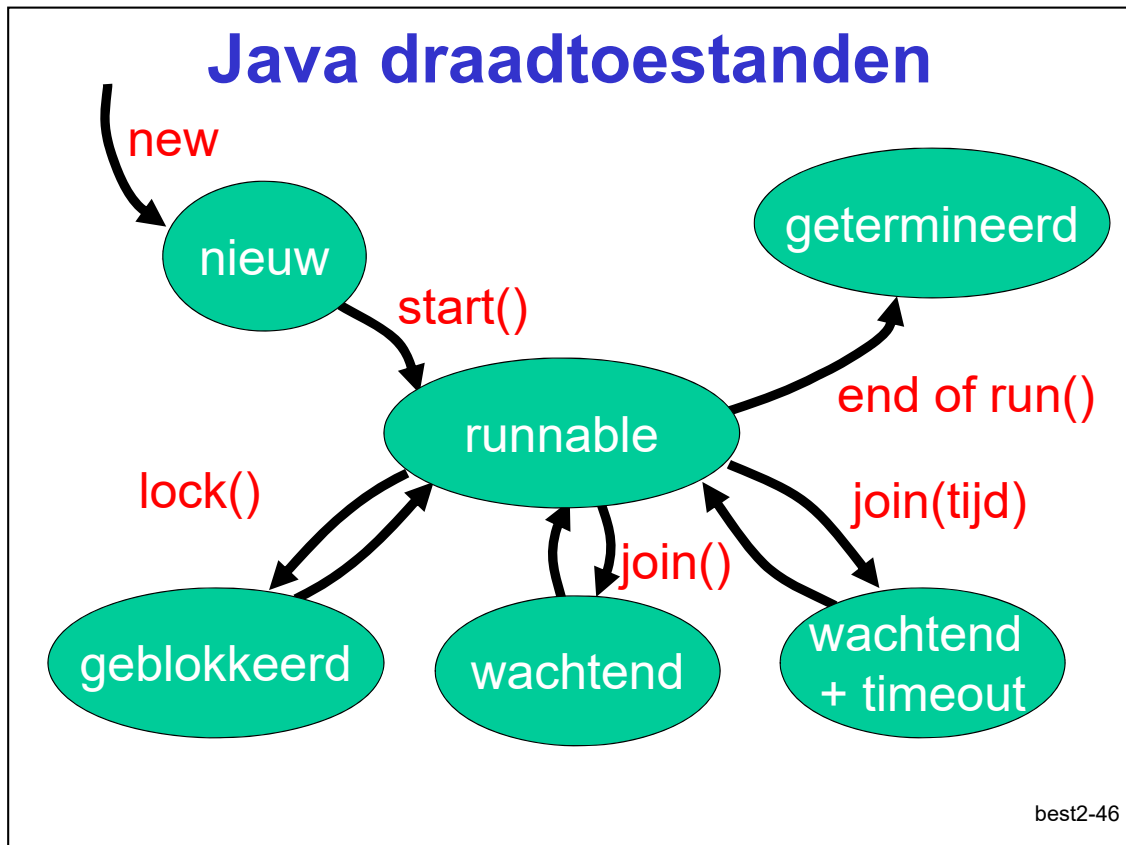 Java draadtoestanden
new
nieuw
getermineerd
start()
end of run()
runnable
lock()
join(tijd)
join()
geblokkeerd
wachtend
wachtend
+ timeout
best2-46